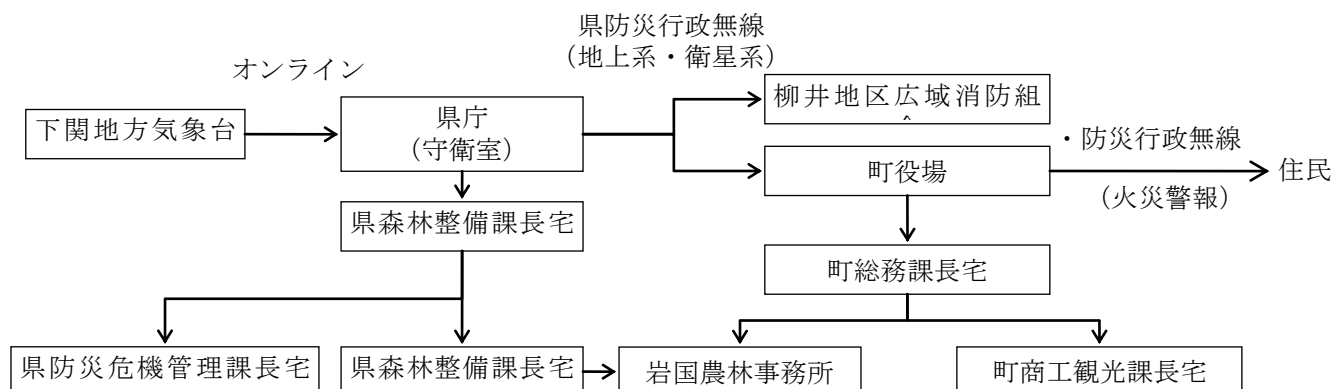 県防災行政無線
（地上系・衛星系）
オンライン
柳井地区広域消防組
下関地方気象台
県庁
（守衛室）
・防災行政無線
町役場
住民
（火災警報）
県森林整備課長宅
町総務課長宅
県防災危機管理課長宅
県森林整備課長宅
岩国農林事務所
町商工観光課長宅